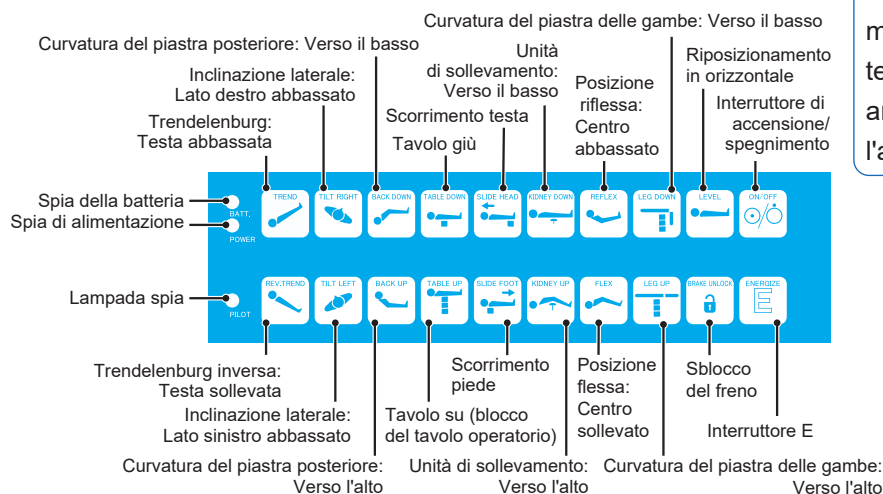 Curvatura del piastra delle gambe: Verso il basso
Curvatura del piastra posteriore: Verso il basso
Unità
di sollevamento:
Verso il basso
Riposizionamento
in orizzontale
Inclinazione laterale:
Lato destro abbassato
Posizione
riflessa:
Centro
abbassato
Interruttore di
accensione/
spegnimento
Trendelenburg:
Testa abbassata
Scorrimento testa
Tavolo giù
m
te
l'a
Spia della batteria
Spia di alimentazione
BATT.
POWER
TREND
TILT RIGHT
BACK DOWN
TABLE DOWN
SLIDE HEAD
KIDNEY DOWN
REFLEX
LEG DOWN
LEVEL
ON/OFF
Lampada spia
PILOT
REV.TREND
TILT LEFT
BACK UP
TABLE UP
SLIDE FOOT
KIDNEY UP
FLEX
LEG UP
BRAKE UNLOCK
ENERGIZE
E
Trendelenburg inversa:
Testa sollevata
Scorrimento
piede
Posizione
flessa:
Centro
sollevato
Sblocco
del freno
Inclinazione laterale:
Lato sinistro abbassato
Tavolo su (blocco
del tavolo operatorio)
Interruttore E
Curvatura del piastra posteriore:
Verso l'alto
Unità di sollevamento:
Verso l'alto
Curvatura del piastra delle gambe:
Verso l'alto